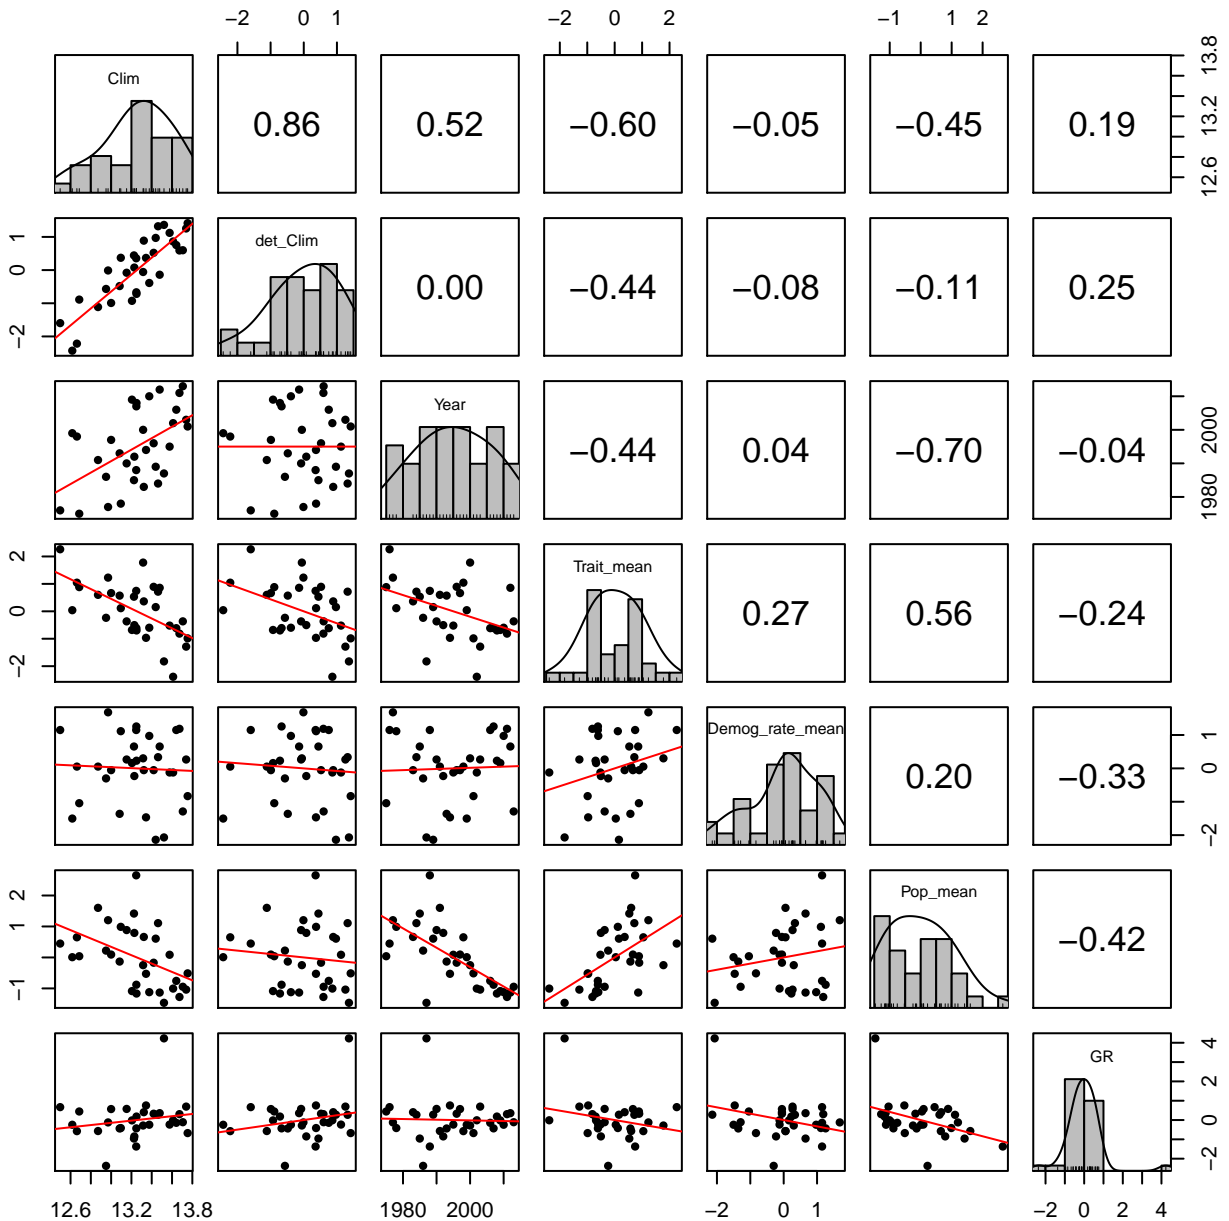 −2 0 1 −2 0 2 −1 1 2
Clim 0.86 0.52 −0.60 −0.05 −0.45 0.19 12.6 13.2 13.8
−2 0 1 det_Clim 0.00 −0.44 −0.08 −0.11 0.25
Year −0.44 0.04 −0.70 −0.04 1980 2000
−2 0 1 2 Trait_mean 0.27 0.56 −0.24
Demog_rate_mean 0.20 −0.33 −2 0 1
−1 1 2 Pop_mean −0.42
GR −2 0 1 2 4
12.6 13.2 13.8 1980 2000 −2 0 1 −2 0 2 4